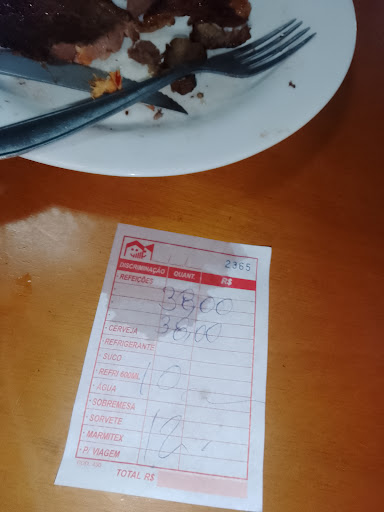 2365
DISCRIMINAÇÃO QUANT. R$
REFEIÇÕES
38,00
38,00
· CERVEJA
· REFRIGERANTE
· SUCO
· REFRI 600ML 10
· ÁGUA
· SOBREMESA
· SORVETE
· MARMITEX 12
· P/ VIAGEM
TOTAL R$